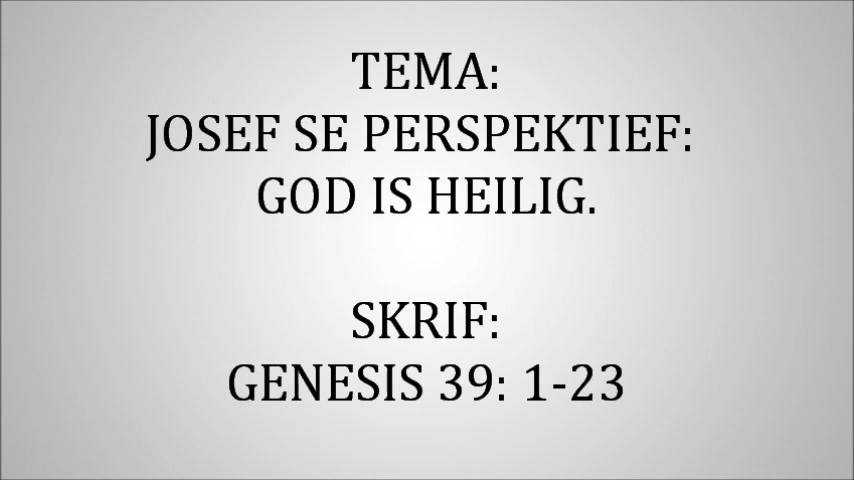 TEMA:
JOSEF SE PERSPEKTIEF:
GOD IS HEILIG.
SKRIF:
GENESIS 39: 1-23